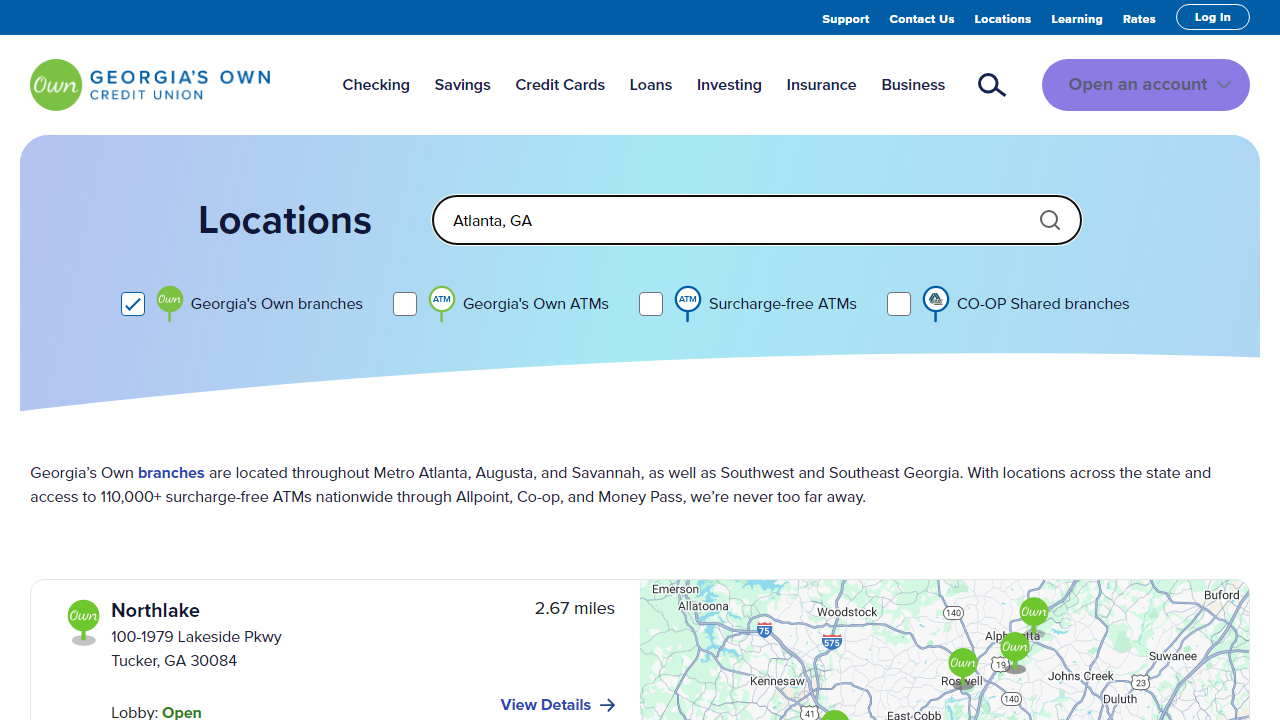 Support Contact Us Locations Learning Rates Log In
Own GEORGIA'S OWN
CREDIT UNION
Checking Savings Credit Cards Loans Investing Insurance Business Open an account
Locations Atlanta, GA
Own Georgia's Own branches ATM Georgia's Own ATMs ATM Surcharge-free ATMs CO-OP Shared branches
Georgia’s Own branches are located throughout Metro Atlanta, Augusta, and Savannah, as well as Southwest and Southeast Georgia. With locations across the state and
access to 110,000+ surcharge-free ATMs nationwide through Allpoint, Co-op, and Money Pass, we’re never too far away.
Own Northlake 2.67 miles
100-1979 Lakeside Pkwy
Tucker, GA 30084
View Details
Lobby: Open
Emerson
Allatoona
Woodstock
140
Own
Buford
75
575
Own
Own
19
Suwanee
Kennesaw
Johns Creek
23
140
Duluth
41
East Cobb